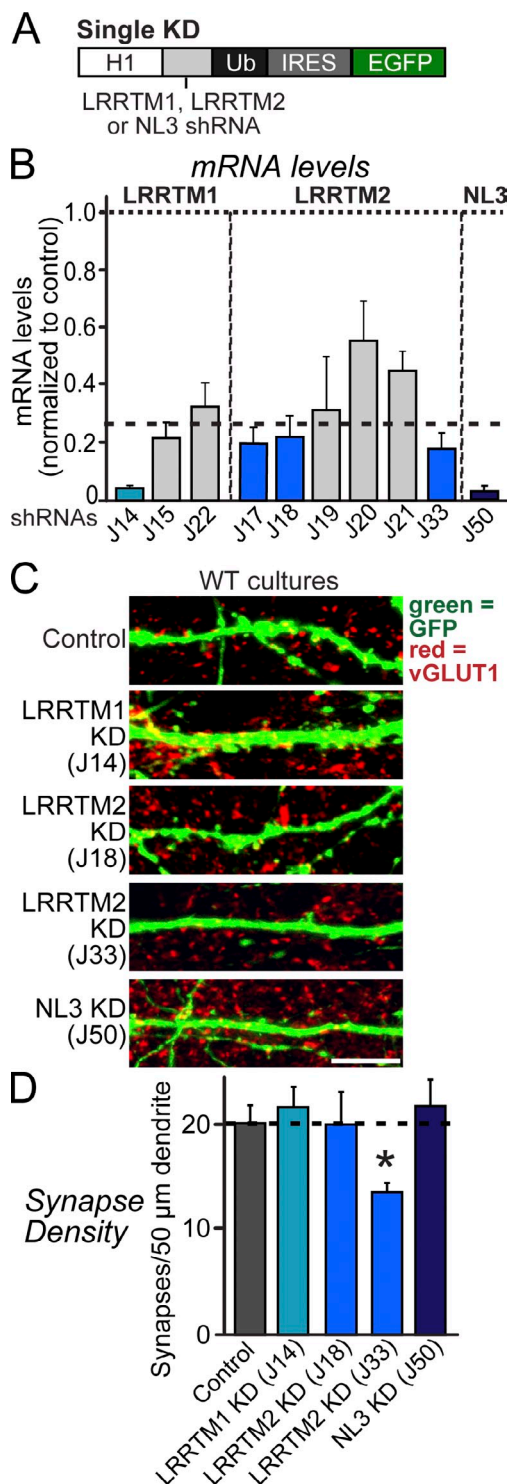 A
Single KD
H1 Ub IRES EGFP
LRRTM1, LRRTM2
or NL3 shRNA
B
mRNA levels
LRRTM1 LRRTM2 NL3
mRNA levels
(normalized to control)
1.0
0.8
0.6
0.4
0.2
0
shRNAs
J14 J15 J22 J17 J18 J19 J20 J21 J33 J50
C
WT cultures
green =
GFP
red =
vGLUT1
Control
LRRTM1
KD
(J14)
LRRTM2
KD
(J18)
LRRTM2
KD
(J33)
NL3 KD
(J50)
D
Synapse
Density
Synapses/50 µm dendrite
20
10
0
*
Control
LRRTM1 KD (J14)
LRRTM2 KD (J18)
LRRTM2 KD (J33)
NL3 KD (J50)